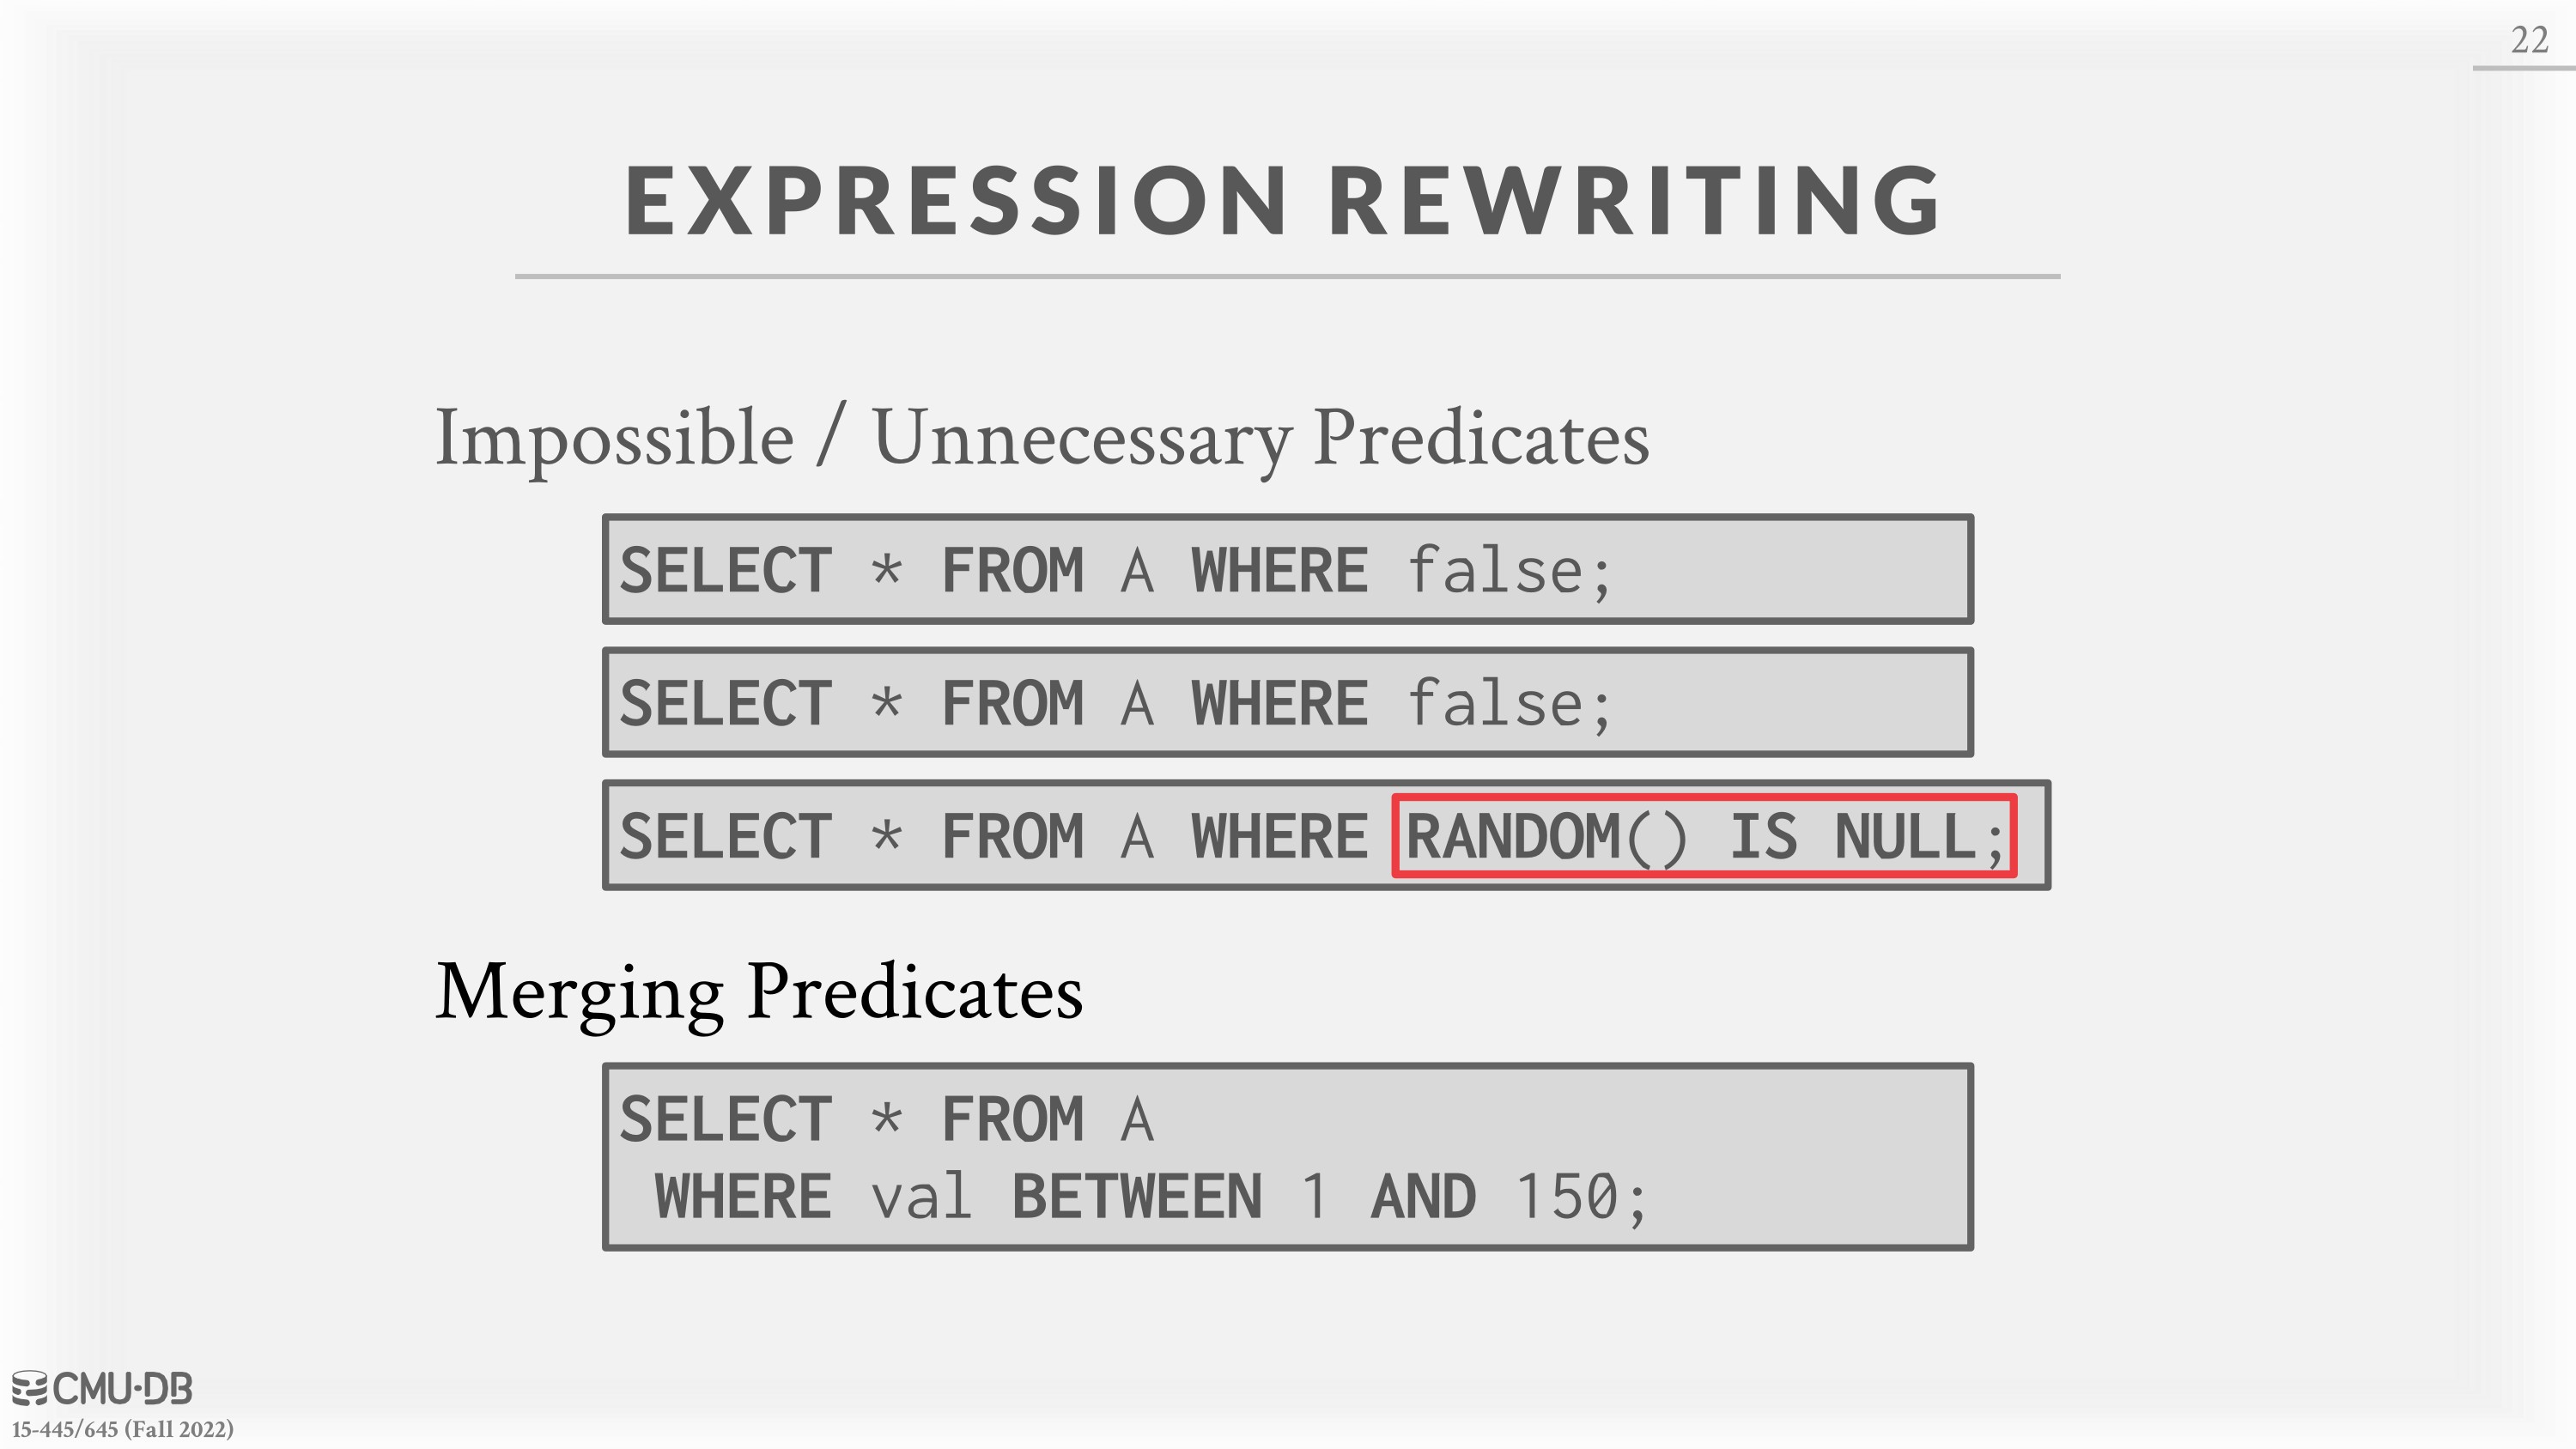 22
EXPRESSION REWRITING
Impossible / Unnecessary Predicates
SELECT * FROM A WHERE false;
SELECT * FROM A WHERE false;
SELECT * FROM A WHERE RANDOM() IS NULL;
Merging Predicates
SELECT * FROM A
WHERE val BETWEEN 1 AND 150;
CMU·DB
15-445/645 (Fall 2022)